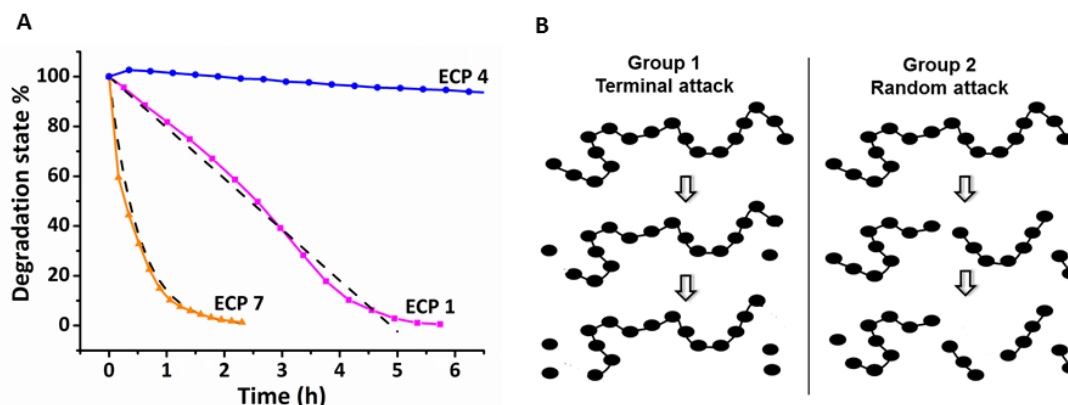 A
Degradation state %
100
80
60
40
20
0
ECP 4
ECP 7
ECP 1
0 1 2 3 4 5 6
Time (h)
B
Group 1
Terminal attack
Group 2
Random attack